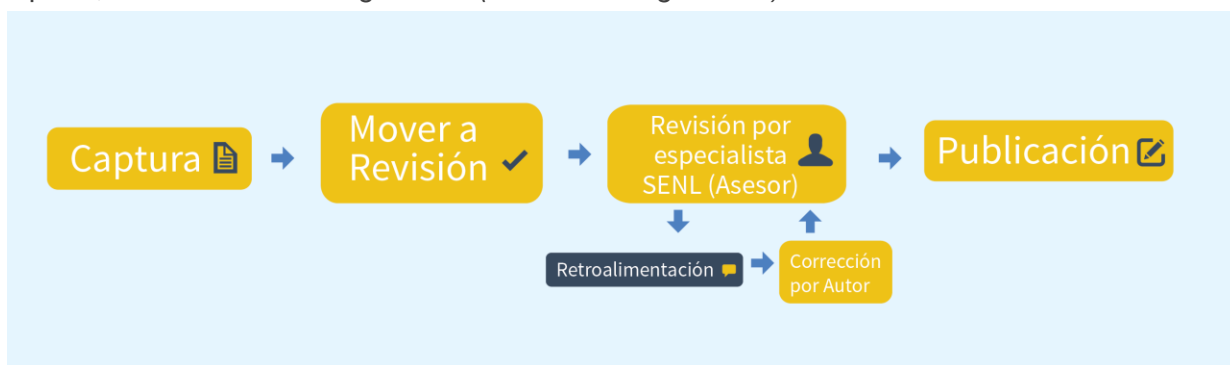 Captura
Mover a
Revisión
Revisión por
especialista
SENL (Asesor)
Publicación
Retroalimentación
Corrección
por Autor